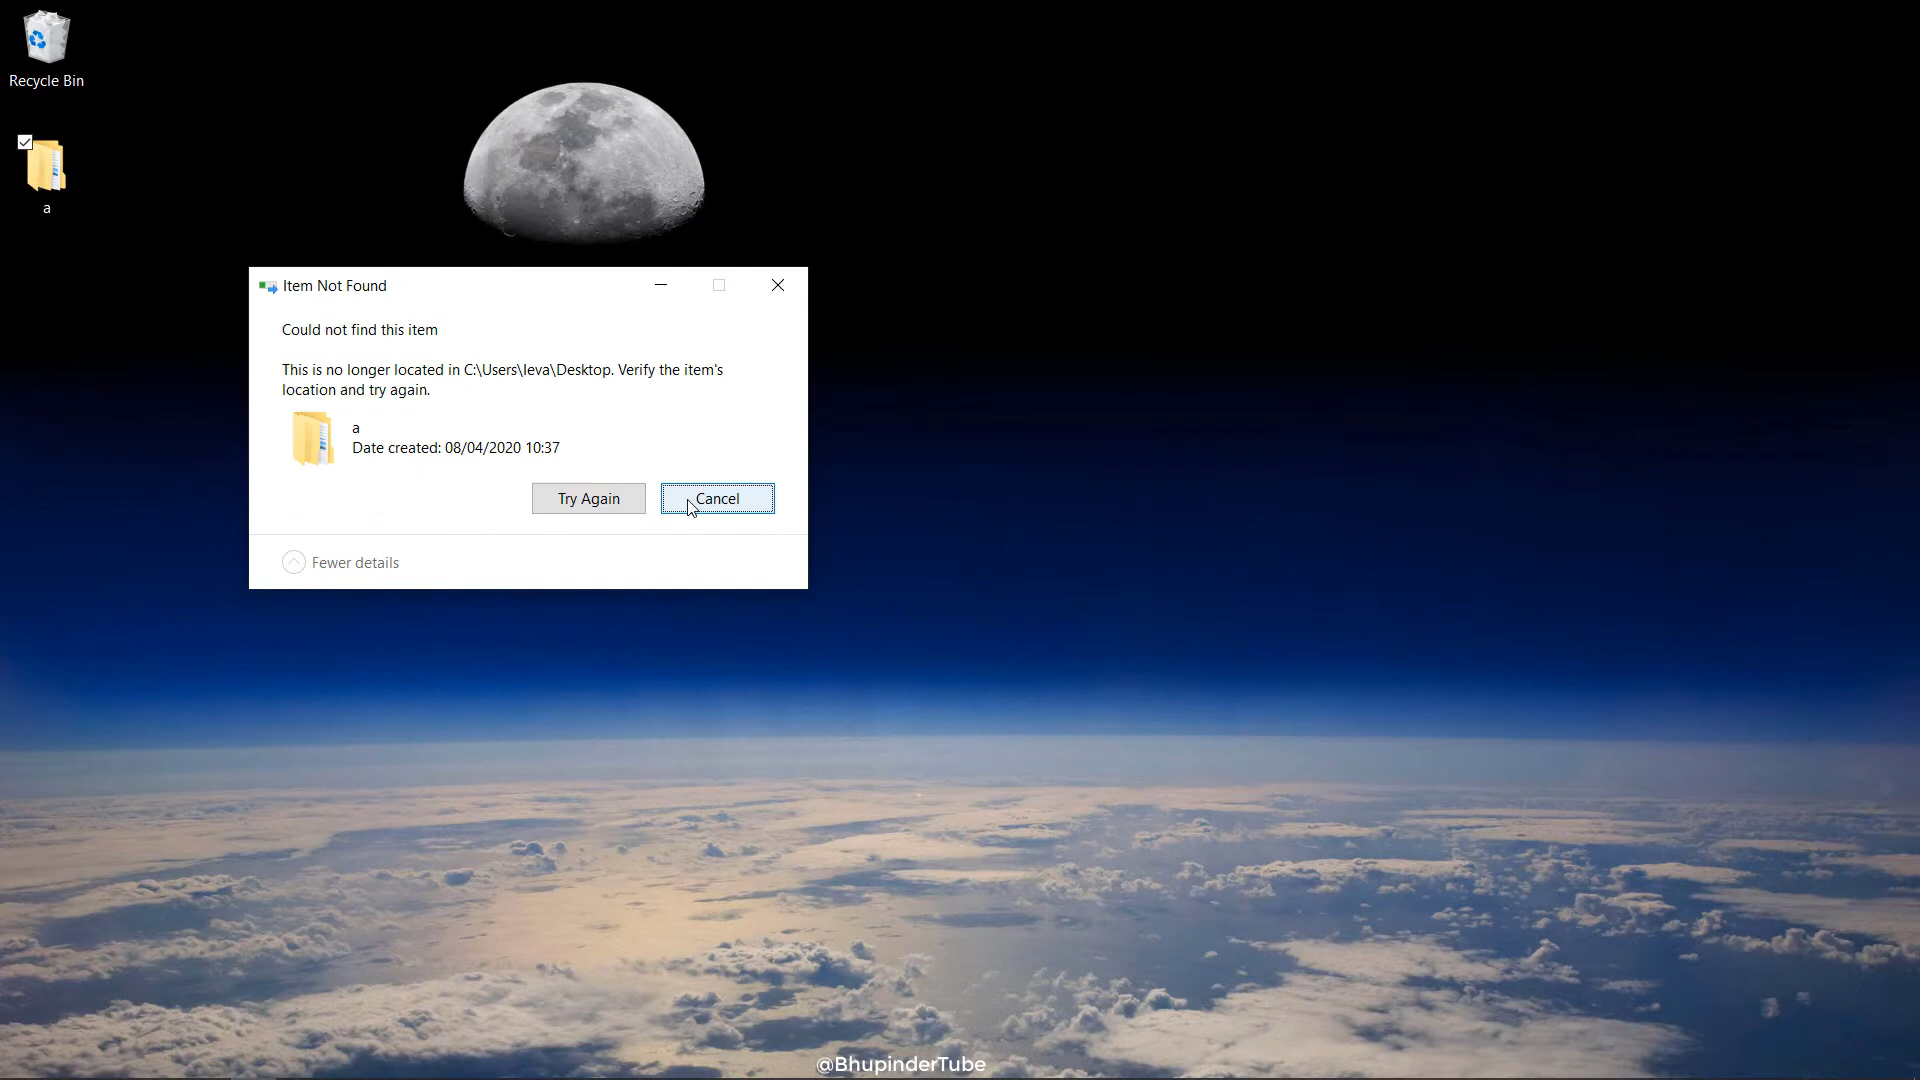 Recycle Bin
a
Item Not Found
Could not find this item
This is no longer located in C:\Users\Ieva\Desktop. Verify the item's
location and try again.
a
Date created: 08/04/2020 10:37
Try Again
Cancel
Fewer details
@BhupinderTube